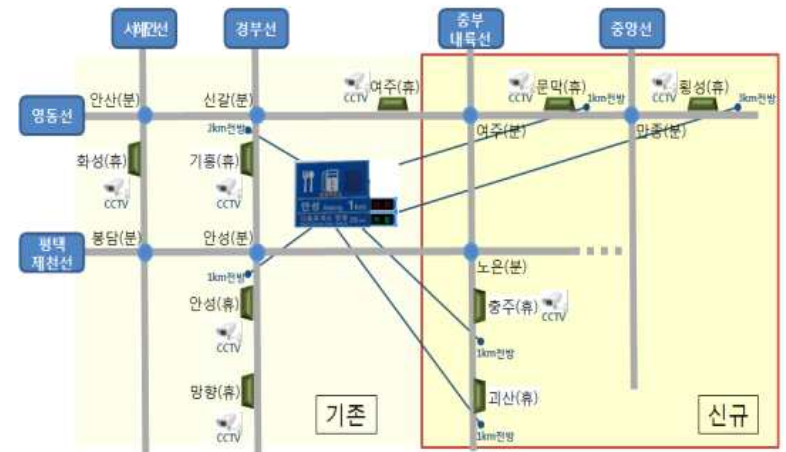 서해안선
경부선
중부
내륙선
중앙선
영동선
안산(분)
신갈(분)
CCTV
여주(휴)
CCTV
문막(휴)
1km전방
CCTV
횡성(휴)
3km전방
2km전방
여주(분)
만종(분)
화성(휴)
CCTV
기흥(휴)
CCTV
안성
1km
평택
제천선
봉담(분)
안성(분)
노은(분)
1km전방
안성(휴)
CCTV
충주(휴)
CCTV
1km전방
망향(휴)
CCTV
기존
괴산(휴)
1km전방
신규